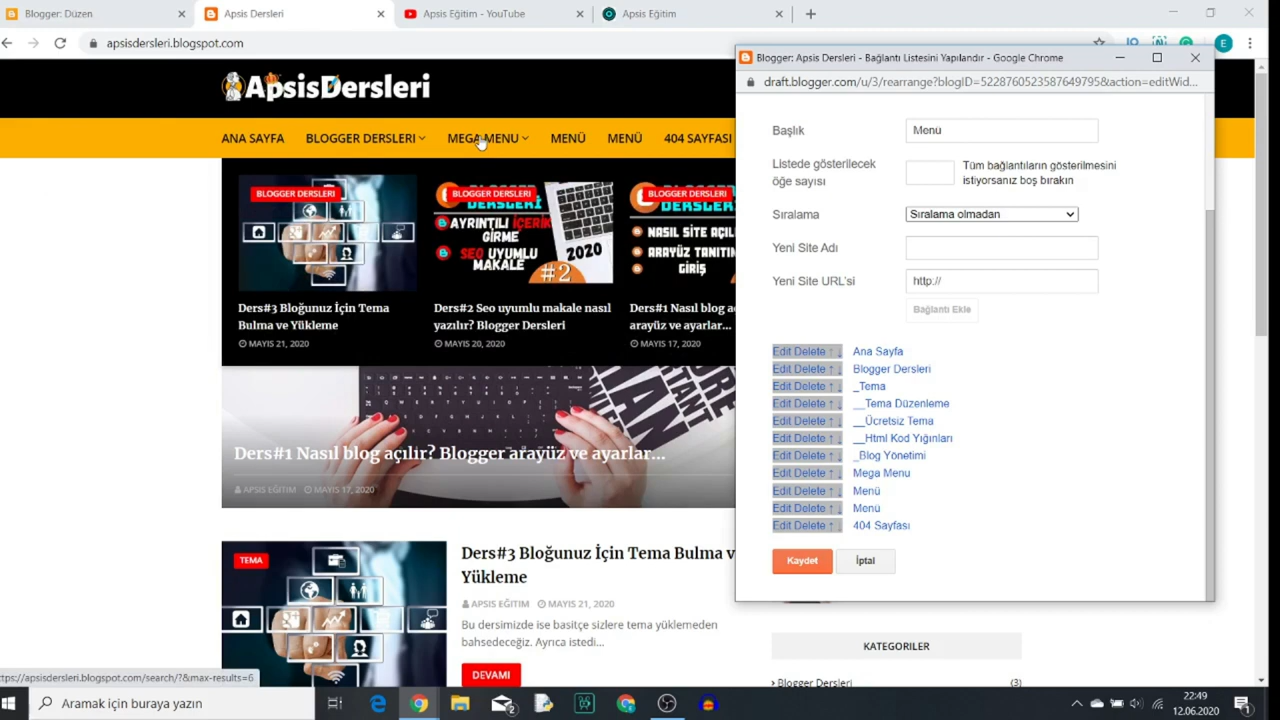 Blogger: Düzen
Apsis Dersleri
Apsis Eğitim - YouTube
Apsis Eğitim
apsisdersleri.blogspot.com
E
ApsisDersleri
ANA SAYFA
BLOGGER DERSLERI
MEGA MENU
MENÜ
MENÜ
404 SAYFASI
BLOGGER DERSLERI
Ders#3 Bloğunuz İçin Tema
Bulma ve Yükleme
MAYIS 21, 2020
BLOGGER DERSLERI
DERSLERİ
AYRINTILI İÇERİK
GİRME
SEO UYUMLU
MAKALE
2020
#2
Ders#2 Seo uyumlu makale nasıl
yazılır? Blogger Dersleri
MAYIS 20, 2020
BLOGGER DERSLERI
DERSLERİ
NASIL SİTE AÇILI
ARAYÜZ TANITIM
GİRİŞ
Ders#1 Nasıl blog aç
arayüz ve ayarlar...
MAYIS 17, 2020
Ders#1 Nasıl blog açılır? Blogger arayüz ve ayarlar...
APSIS EĞITIM MAYIS 17, 2020
TEMA
Ders#3 Bloğunuz İçin Tema Bulma v
Yükleme
APSIS EĞITIM MAYIS 21, 2020
Bu dersimizde ise basitçe sizlere tema yüklemeden
bahsedeceğiz. Ayrıca istedi...
DEVAMI
KATEGORILER
Blogger Dersleri (3)
Blogger: Apsis Dersleri - Bağlantı Listesini Yapılandır - Google Chrome
draft.blogger.com/u/3/rearrange?blogID=5228760523587649795&action=editWid...
Başlık
Menü
Listede gösterilecek
öğe sayısı
Tüm bağlantıların gösterilmesini
istiyorsanız boş bırakın
Sıralama
Sıralama olmadan
Yeni Site Adı
Yeni Site URL'si
http://
Bağlantı Ekle
Edit Delete ↑ ↓ Ana Sayfa
Edit Delete ↑ ↓ Blogger Dersleri
Edit Delete ↑ ↓ _Tema
Edit Delete ↑ ↓ __Tema Düzenleme
Edit Delete ↑ ↓ __Ücretsiz Tema
Edit Delete ↑ ↓ __Html Kod Yığınları
Edit Delete ↑ ↓ _Blog Yönetimi
Edit Delete ↑ ↓ Mega Menu
Edit Delete ↑ ↓ Menü
Edit Delete ↑ ↓ Menü
Edit Delete ↑ ↓ 404 Sayfası
Kaydet
İptal
ttps://apsisdersleri.blogspot.com/search/?&max-results=6
Aramak için buraya yazın
2
22:49
12.06.2020
1